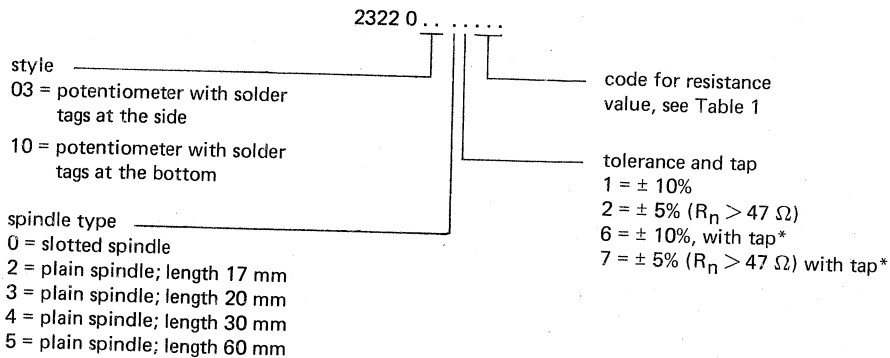 2322 0.. .....
style
03 = potentiometer with solder
tags at the side
10 = potentiometer with solder
tags at the bottom
spindle type
0 = slotted spindle
2 = plain spindle; length 17 mm
3 = plain spindle; length 20 mm
4 = plain spindle; length 30 mm
5 = plain spindle; length 60 mm
code for resistance
value, see Table 1
tolerance and tap
1 = ± 10%
2 = ± 5% (Rn > 47 Ω)
6 = ± 10%, with tap*
7 = ± 5% (Rn > 47 Ω) with tap*